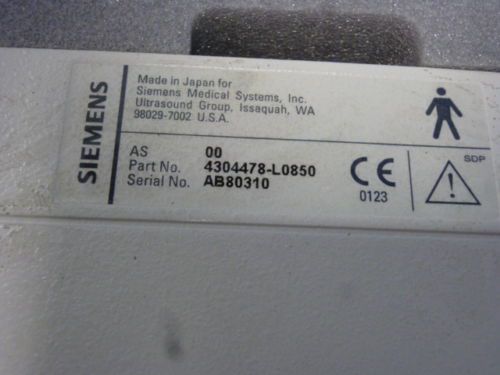 SIEMENS
Made in Japan for
Siemens Medical Systems, Inc.
Ultrasound Group, Issaquah, WA
98029-7002 U.S.A.
AS 00
Part No. 4304478-L0850
Serial No. AB80310
CE
0123
SDP
!